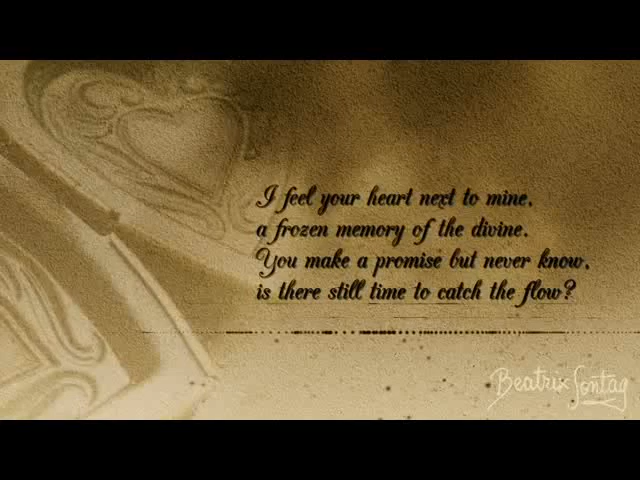 I feel your heart next to mine,
a frozen memory of the divine.
You make a promise but never know,
is there still time to catch the flow?
Beatrix Sontag